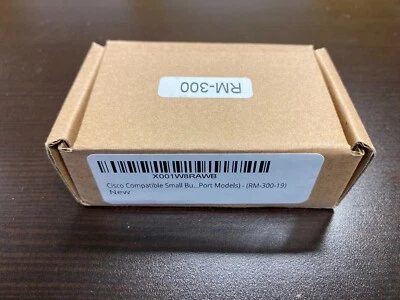 RM-300
X001W8RAWB
Cisco Compatible Small Bu...Port Models) - (RM-300-19)
New